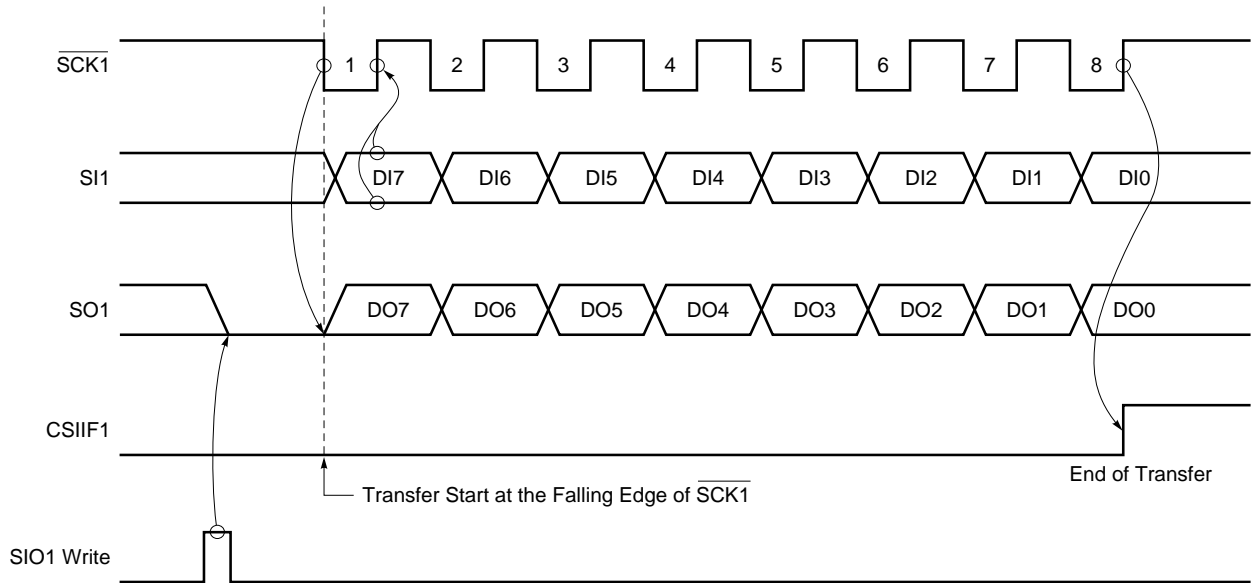 SCK1 1 2 3 4 5 6 7 8
SI1 DI7 DI6 DI5 DI4 DI3 DI2 DI1 DI0
SO1 DO7 DO6 DO5 DO4 DO3 DO2 DO1 DO0
CSIIF1
End of Transfer
Transfer Start at the Falling Edge of SCK1
SIO1 Write